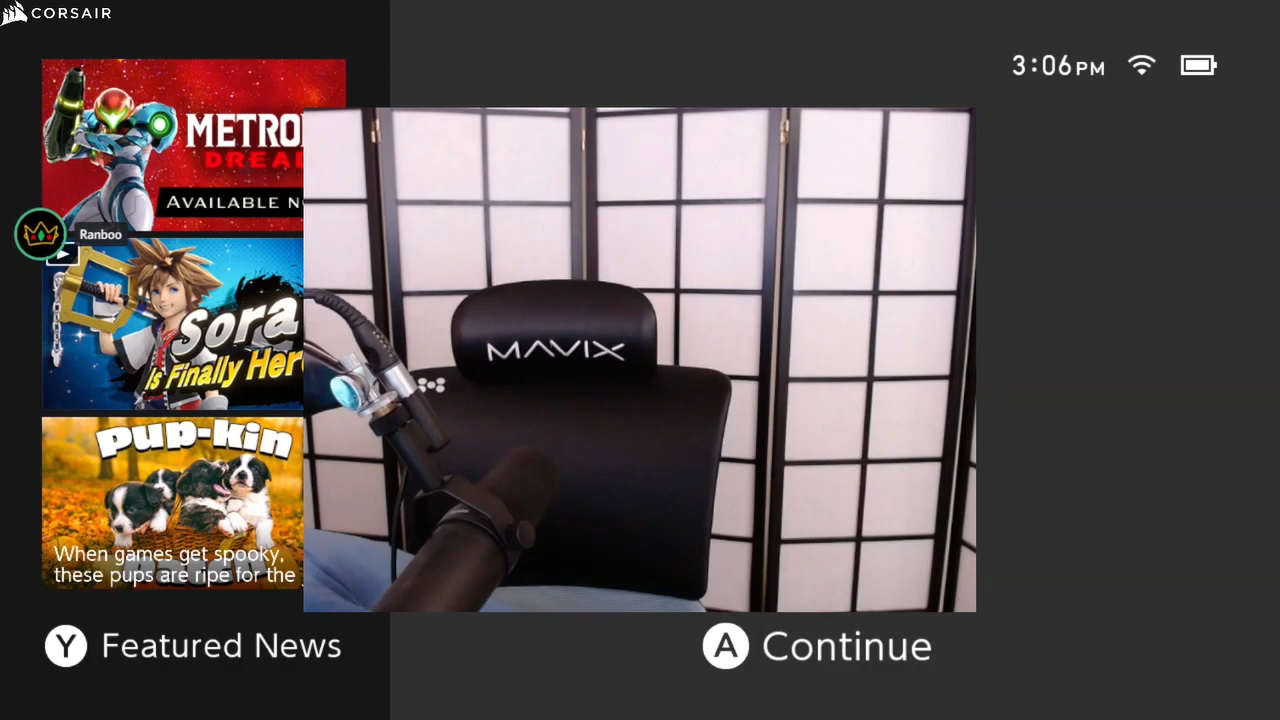 CORSAIR
3:06PM
METRO
DREA
AVAILABLE N
Ranboo
Sora
Is Finally Her
Pup-kin
When games get spooky,
these pups are ripe for the
MAVIX
Y Featured News
A Continue